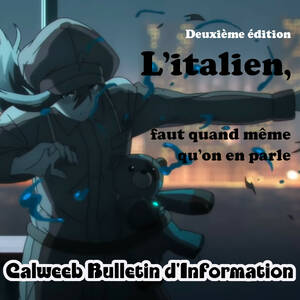 Deuxième édition
L’italien,
faut quand même
qu’on en parle
Calweeb Bulletin d'Information